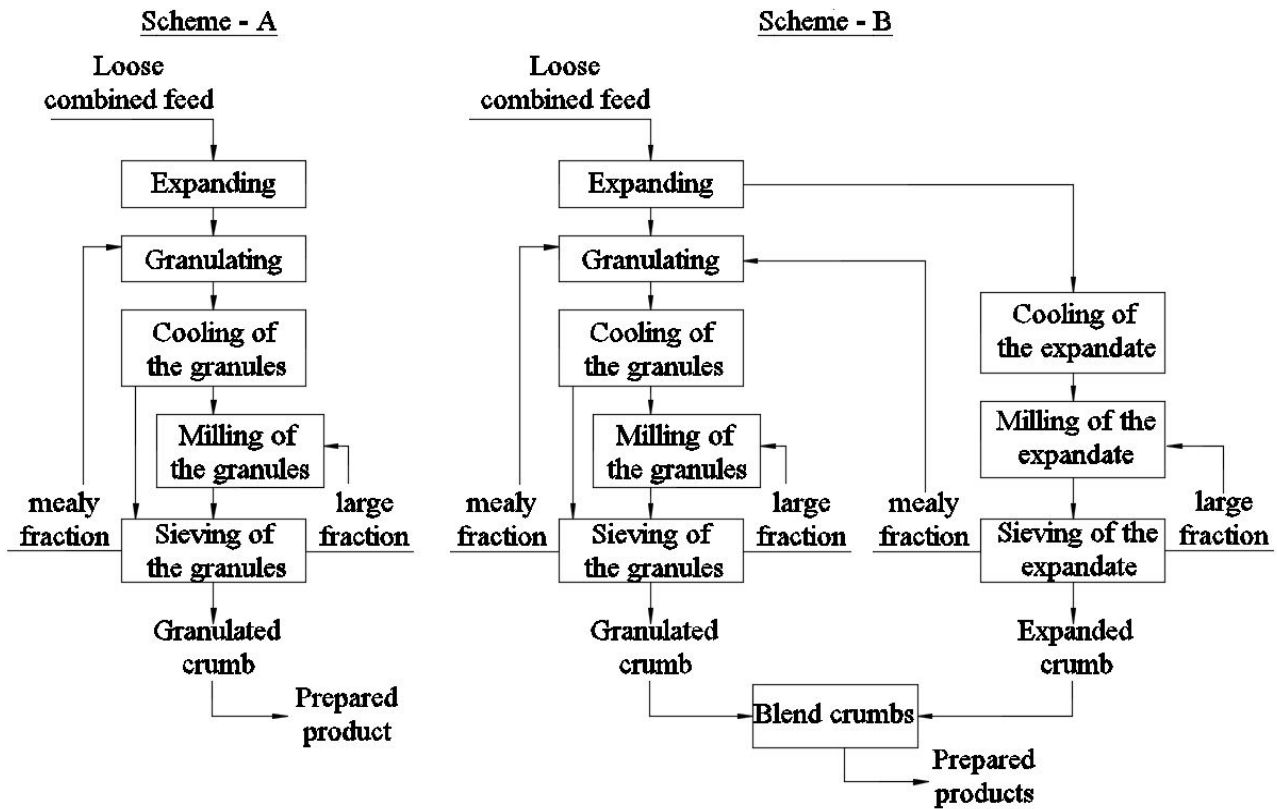 Scheme - A
Loose
combined feed
Expanding
Granulating
Cooling of
the granules
Milling of
the granules
mealy
fraction
large
fraction
Sieving of
the granules
Granulated
crumb
Prepared
product
Scheme - B
Loose
combined feed
Expanding
Granulating
Cooling of
the granules
Milling of
the granules
mealy
fraction
large
fraction
Sieving of
the granules
Granulated
crumb
Cooling of
the expandate
Milling of the
expandate
mealy
fraction
large
fraction
Sieving of the
expandate
Expanded
crumb
Blend crumbs
Prepared
products